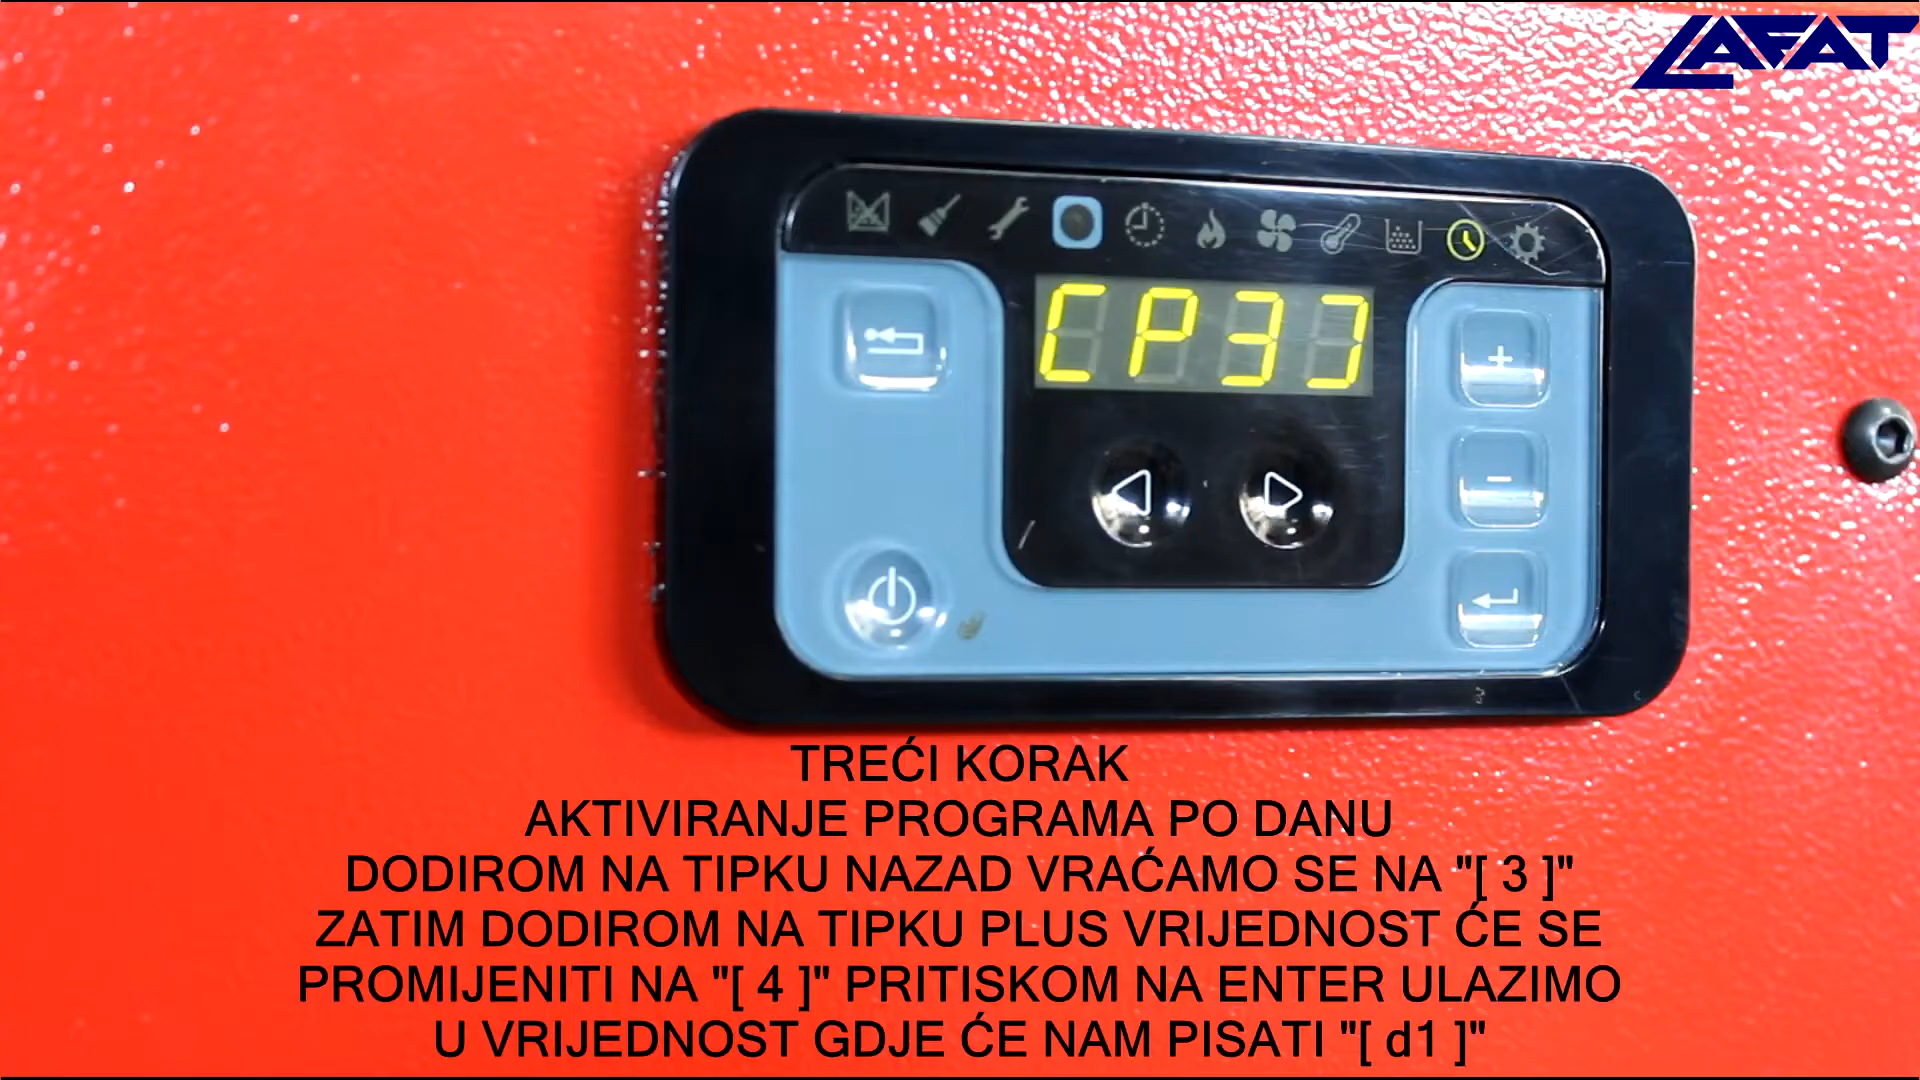 LAFAT
[P3]
TREĆI KORAK
AKTIVIRANJE PROGRAMA PO DANU
DODIROM NA TIPKU NAZAD VRAĆAMO SE NA "[ 3 ]"
ZATIM DODIROM NA TIPKU PLUS VRIJEDNOST ĆE SE
PROMIJENITI NA "[ 4 ]" PRITISKOM NA ENTER ULAZIMO
U VRIJEDNOST GDJE ĆE NAM PISATI "[ d1 ]"